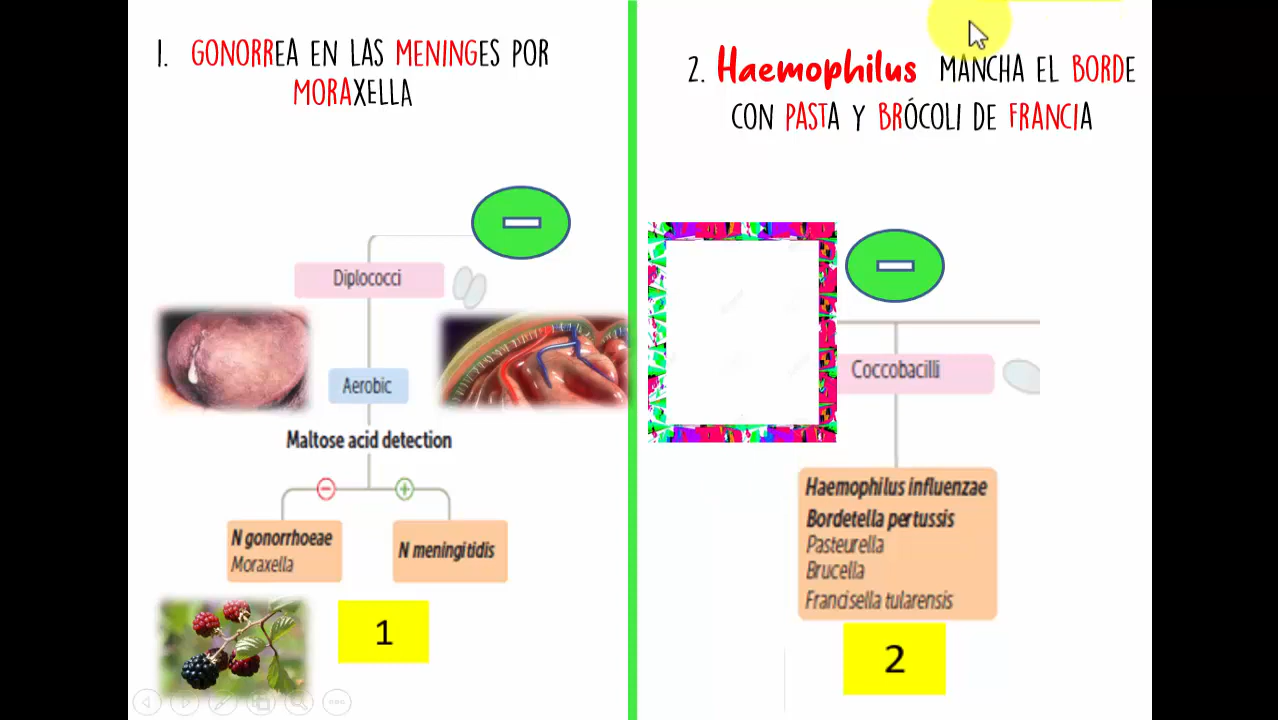 1. GONORREA EN LAS MENINGES POR
MORAXELLA
Diplococci
Aerobic
Maltose acid detection
N gonorrhoeae
Moraxella
N meningitidis
1
2. Haemophilus MANCHA EL BORDE
CON PASTA Y BRÓCOLI DE FRANCIA
Coccobacilli
Haemophilus influenzae
Bordetella pertussis
Pasteurella
Brucella
Francisella tularensis
2